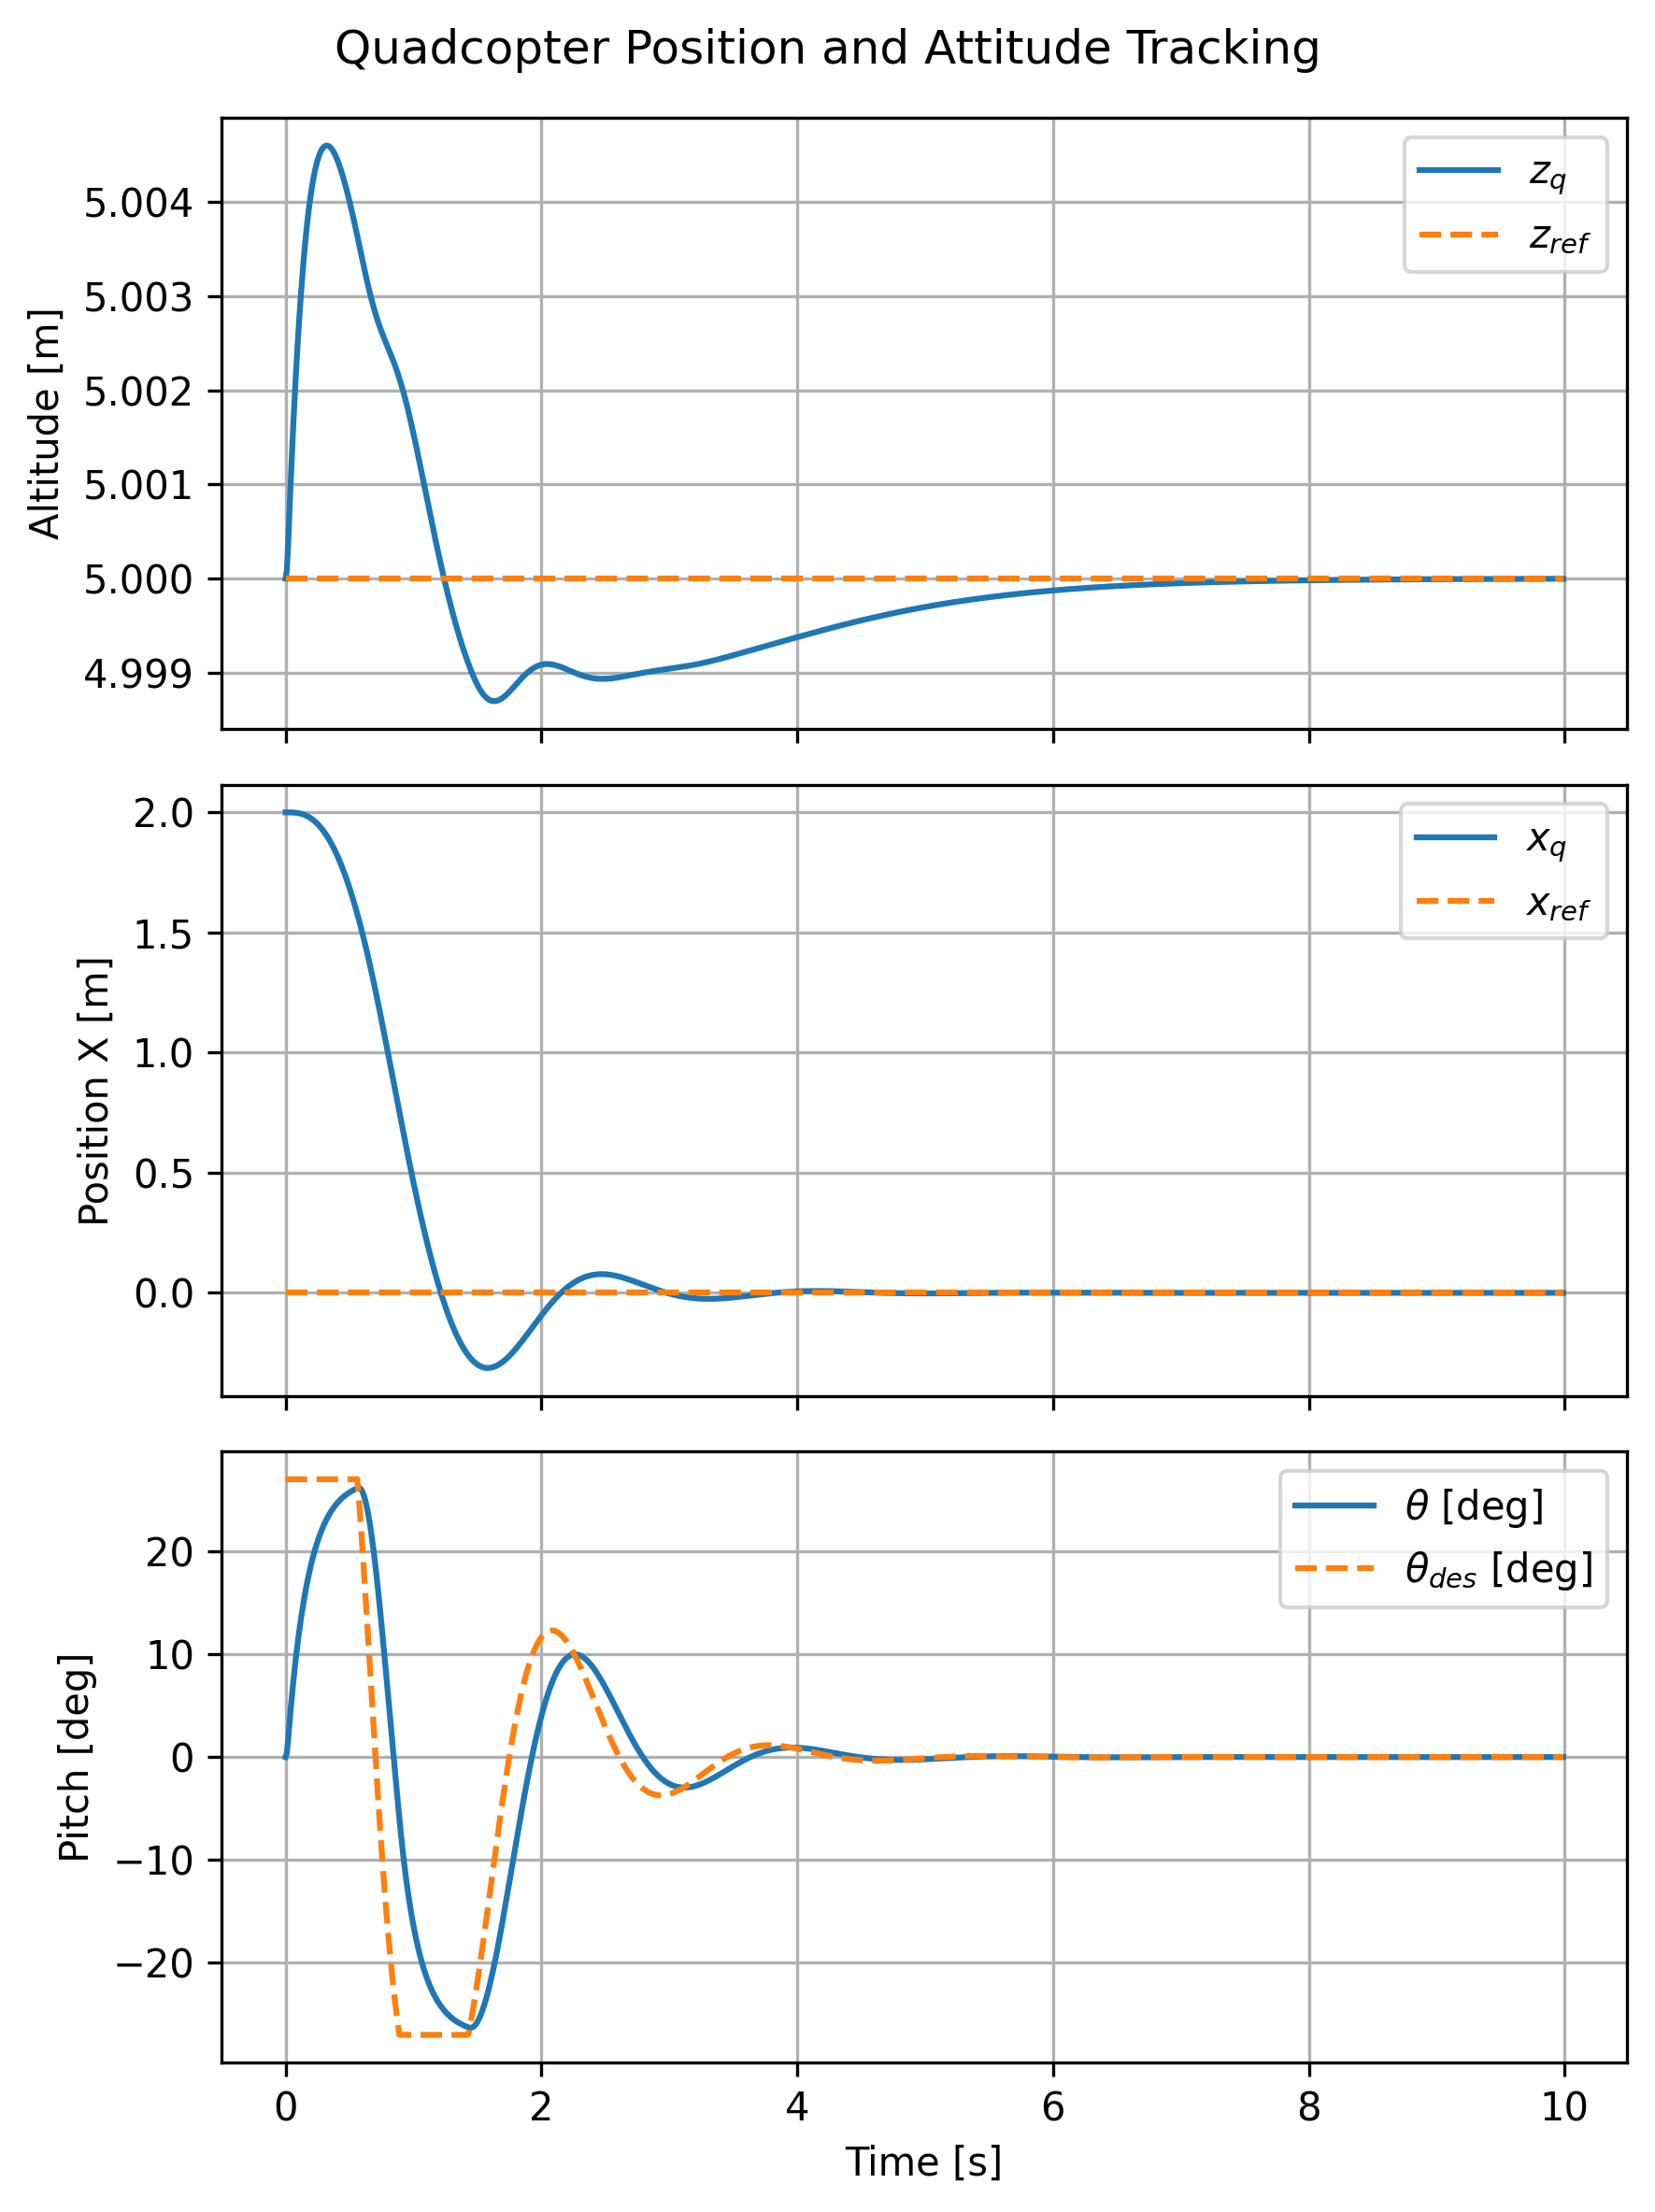 Quadcopter Position and Attitude Tracking
Altitude [m]
5.004
5.003
5.002
5.001
5.000
4.999
z_q
z_ref
Position X [m]
2.0
1.5
1.0
0.5
0.0
x_q
x_ref
Pitch [deg]
20
10
0
−10
−20
θ [deg]
θ_des [deg]
0 2 4 6 8 10
Time [s]